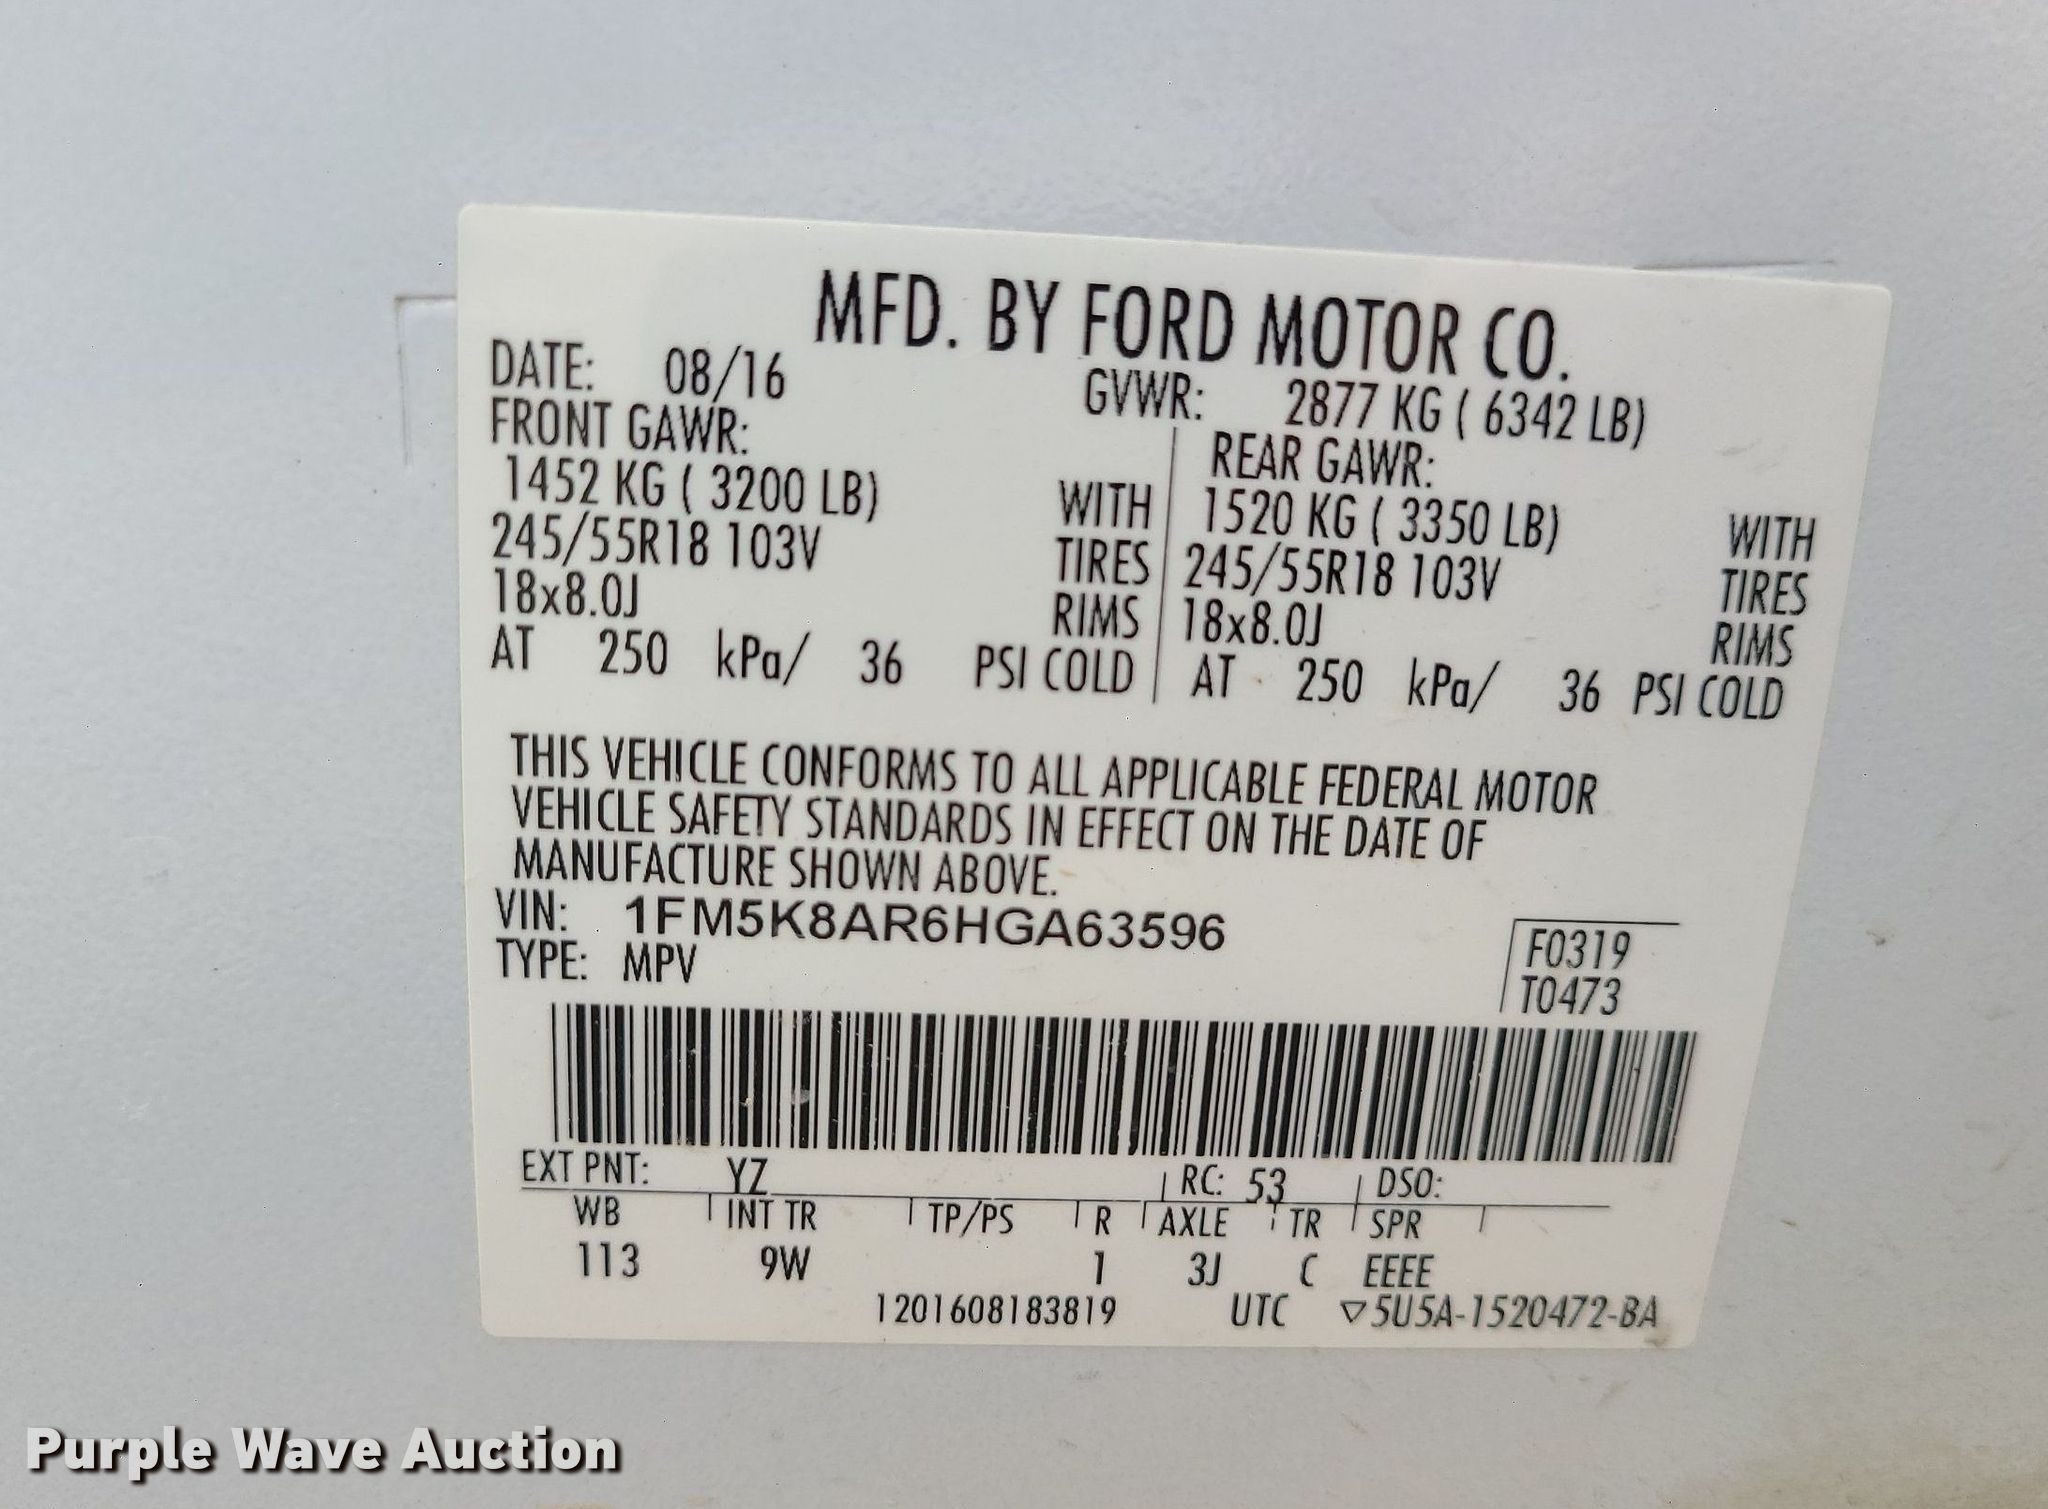 MFD. BY FORD MOTOR CO.
DATE: 08/16 GVWR: 2877 KG ( 6342 LB)
FRONT GAWR: REAR GAWR:
1452 KG ( 3200 LB) WITH 1520 KG ( 3350 LB) WITH
245/55R18 103V TIRES 245/55R18 103V TIRES
18x8.0J RIMS 18x8.0J RIMS
AT 250 kPa/ 36 PSI COLD AT 250 kPa/ 36 PSI COLD
THIS VEHICLE CONFORMS TO ALL APPLICABLE FEDERAL MOTOR
VEHICLE SAFETY STANDARDS IN EFFECT ON THE DATE OF
MANUFACTURE SHOWN ABOVE.
VIN: 1FM5K8AR6HGA63596 F0319
TYPE: MPV T0473
EXT PNT: YZ RC: 53 DSO:
WB INT TR TP/PS R AXLE TR SPR
113 9W 1 3J C EEEE
1201608183819 UTC ▽5U5A-1520472-BA
Purple Wave Auction